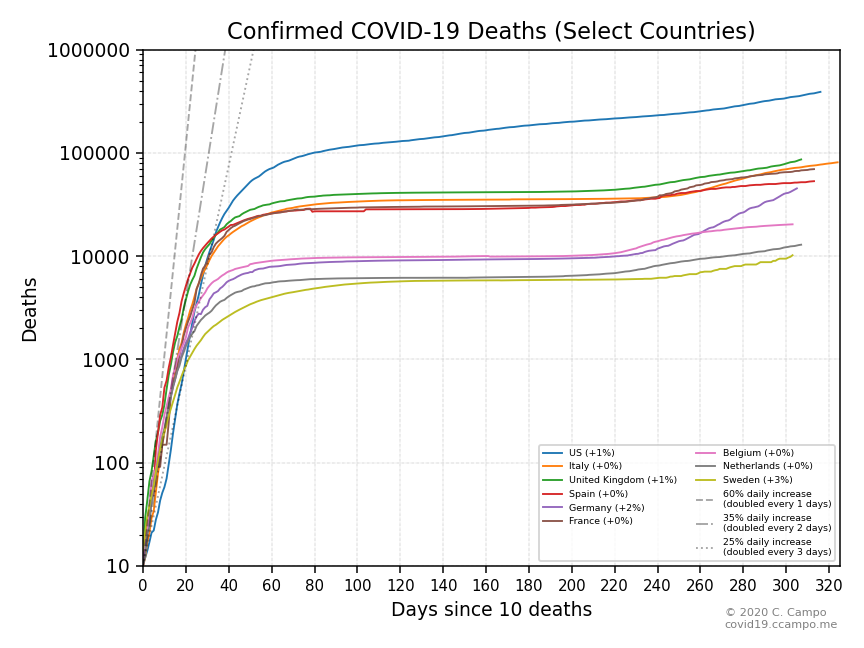 Confirmed COVID-19 Deaths (Select Countries)
1000000
100000
10000
1000
100
10
Deaths
0 20 40 60 80 100 120 140 160 180 200 220 240 260 280 300 320
Days since 10 deaths
US (+1%)
Italy (+0%)
United Kingdom (+1%)
Spain (+0%)
Germany (+2%)
France (+0%)
Belgium (+0%)
Netherlands (+0%)
Sweden (+3%)
60% daily increase
(doubled every 1 days)
35% daily increase
(doubled every 2 days)
25% daily increase
(doubled every 3 days)
© 2020 C. Campo
covid19.ccampo.me